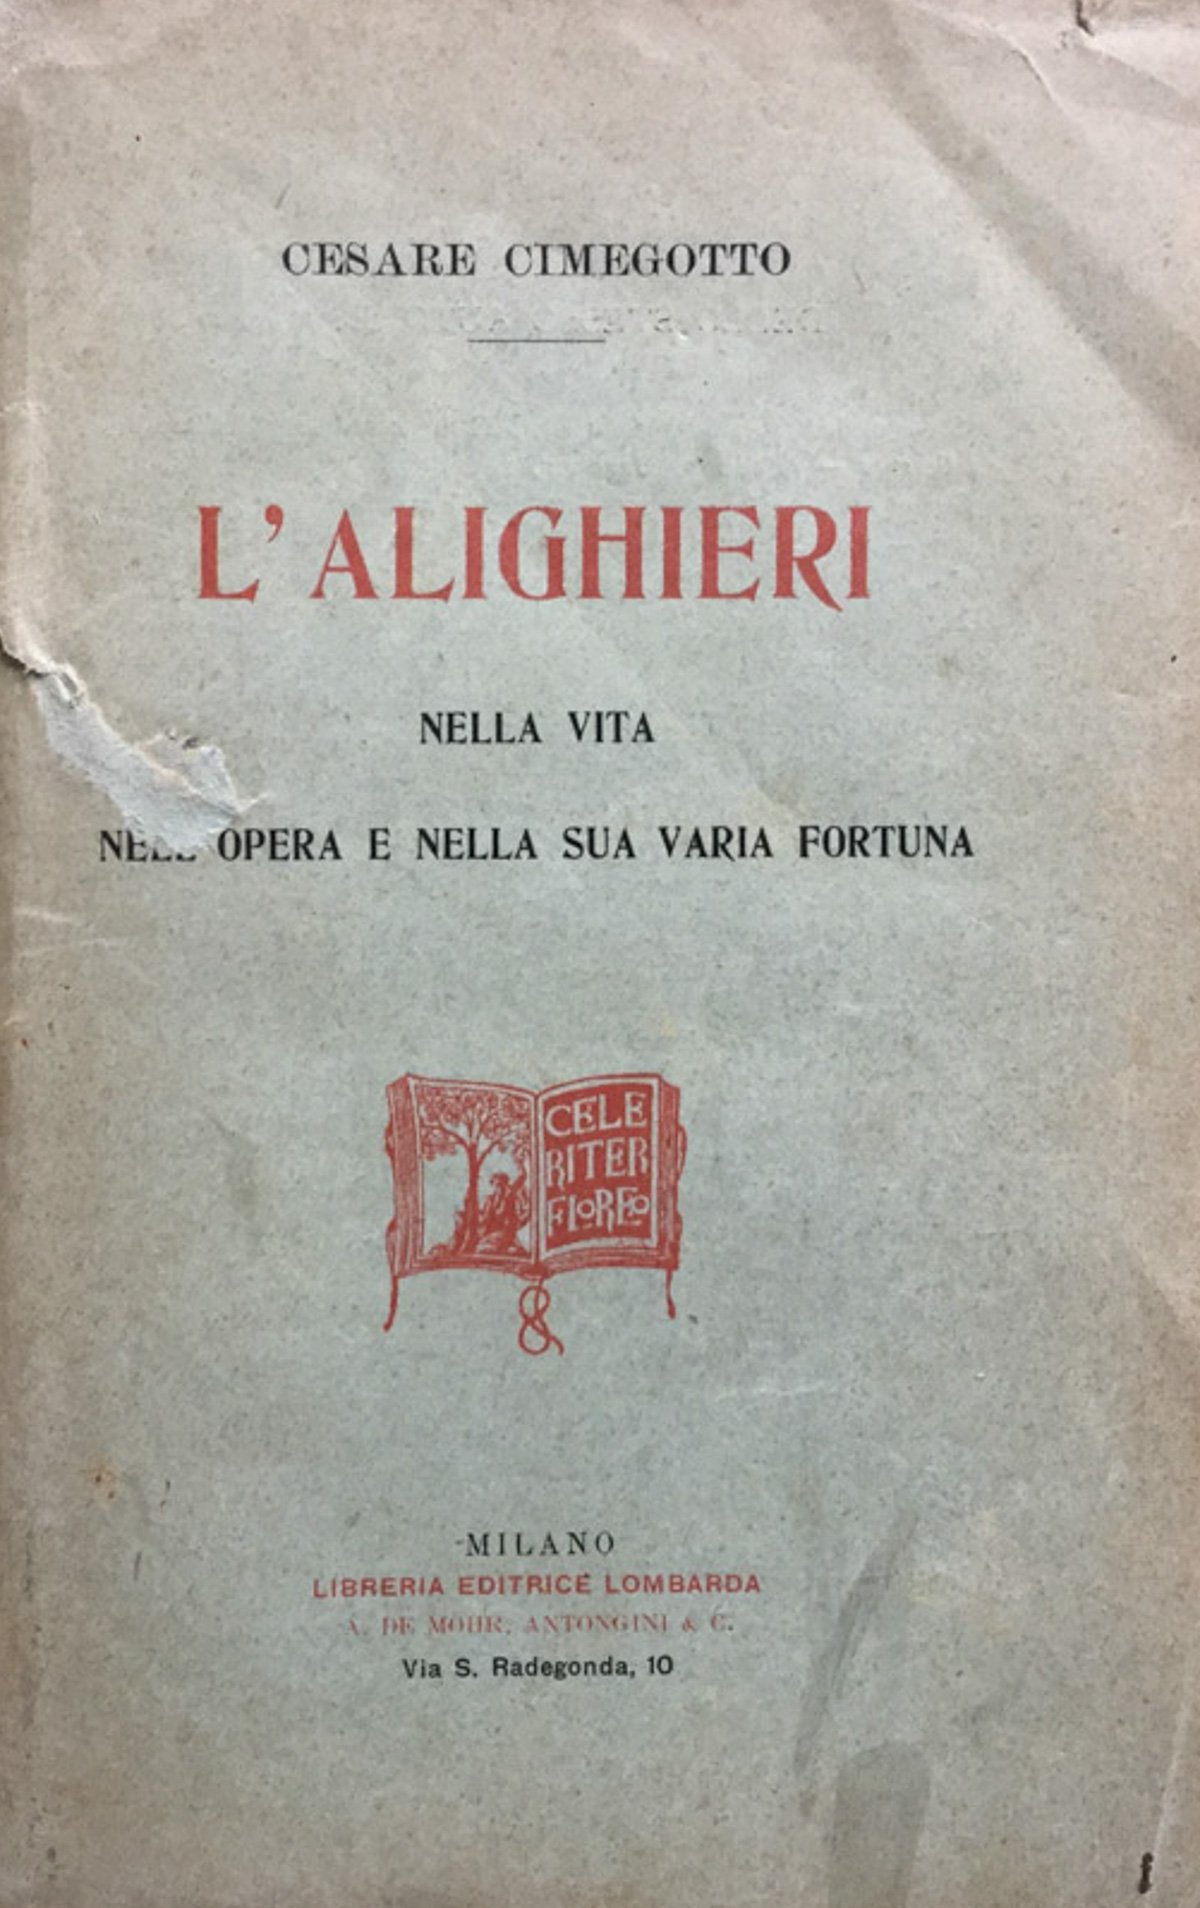 CESARE CIMEGOTTO
L'ALIGHIERI
NELLA VITA
NELL'OPERA E NELLA SUA VARIA FORTUNA
CELE
RITER
FLOREO
MILANO
LIBRERIA EDITRICE LOMBARDA
A. DE MOHR, ANTONGINI & C.
Via S. Radegonda, 10